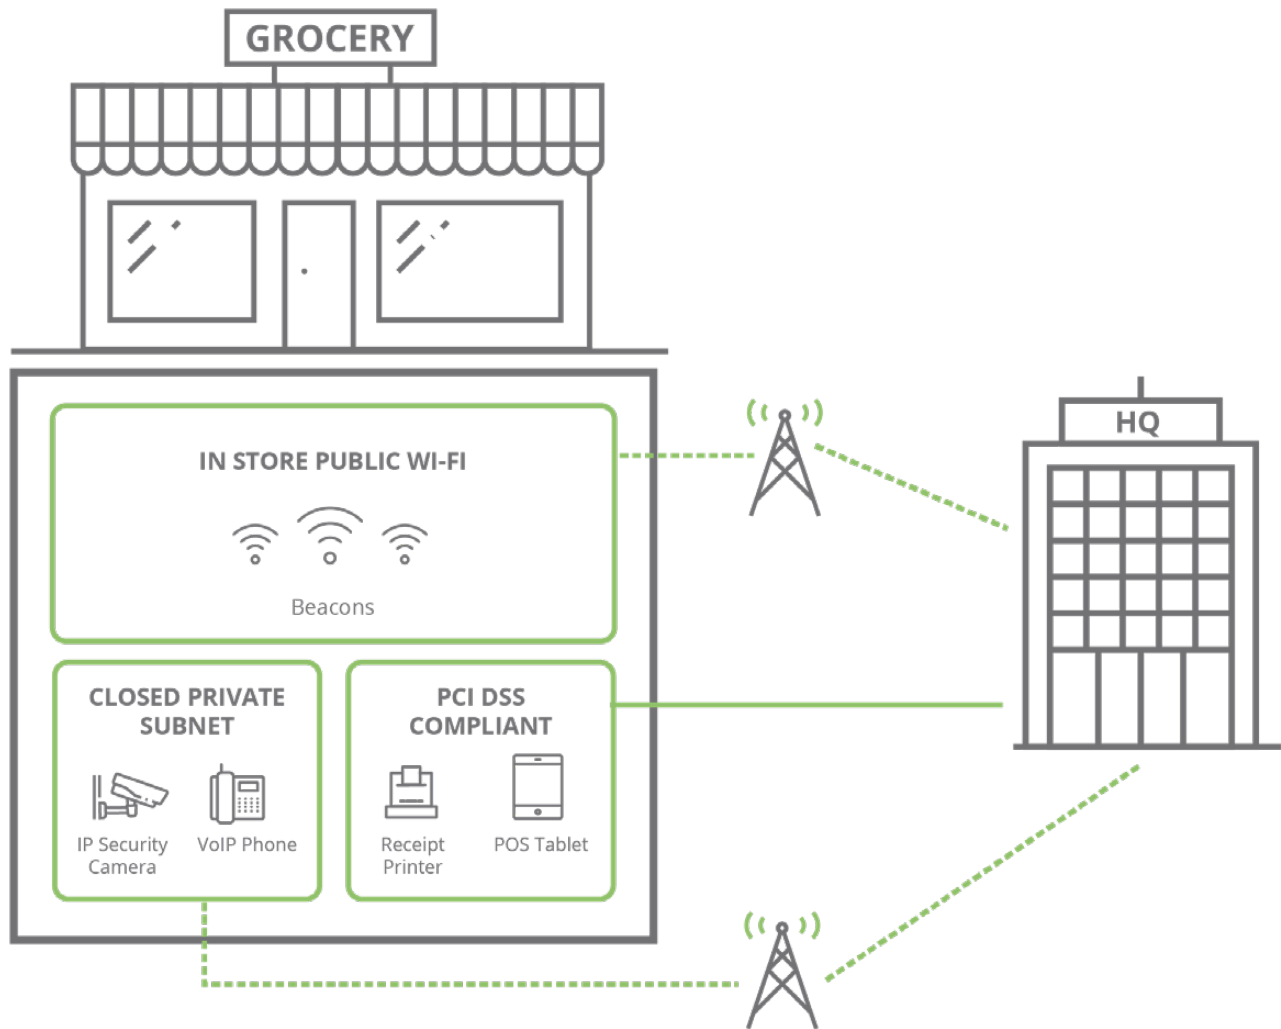 GROCERY
IN STORE PUBLIC WI-FI
Beacons
HQ
CLOSED PRIVATE
SUBNET
IP Security
Camera
VoIP Phone
PCI DSS
COMPLIANT
Receipt
Printer
POS Tablet